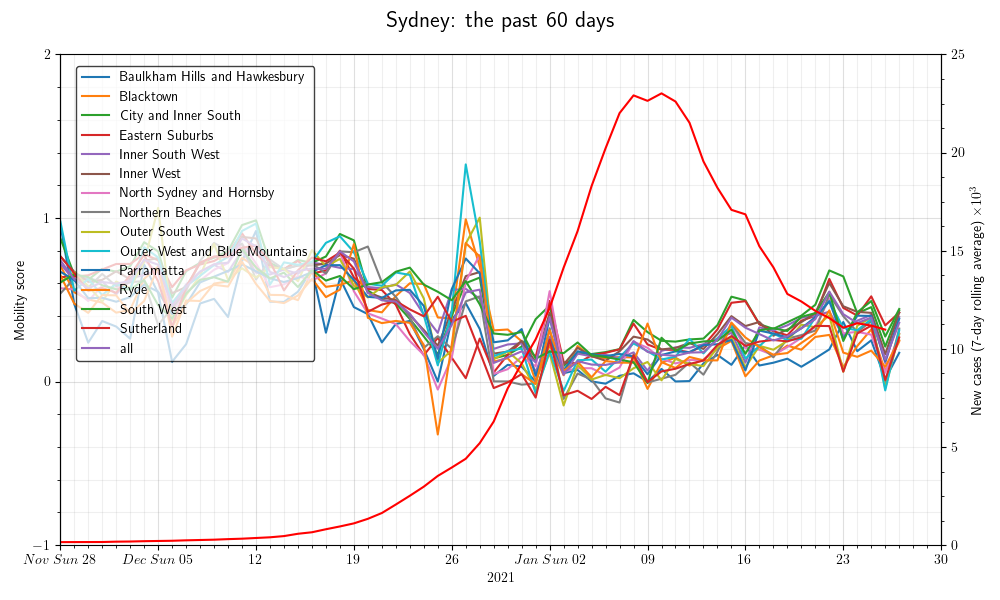 Sydney: the past 60 days
2
1
0
−1
Mobility score
Baulkham Hills and Hawkesbury
Blacktown
City and Inner South
Eastern Suburbs
Inner South West
Inner West
North Sydney and Hornsby
Northern Beaches
Outer South West
Outer West and Blue Mountains
Parramatta
Ryde
South West
Sutherland
all
25
20
15
10
5
0
New cases (7-day rolling average) ×10³
Nov Sun 28 Dec Sun 05 12 19 26 Jan Sun 02 09 16 23 30
2021